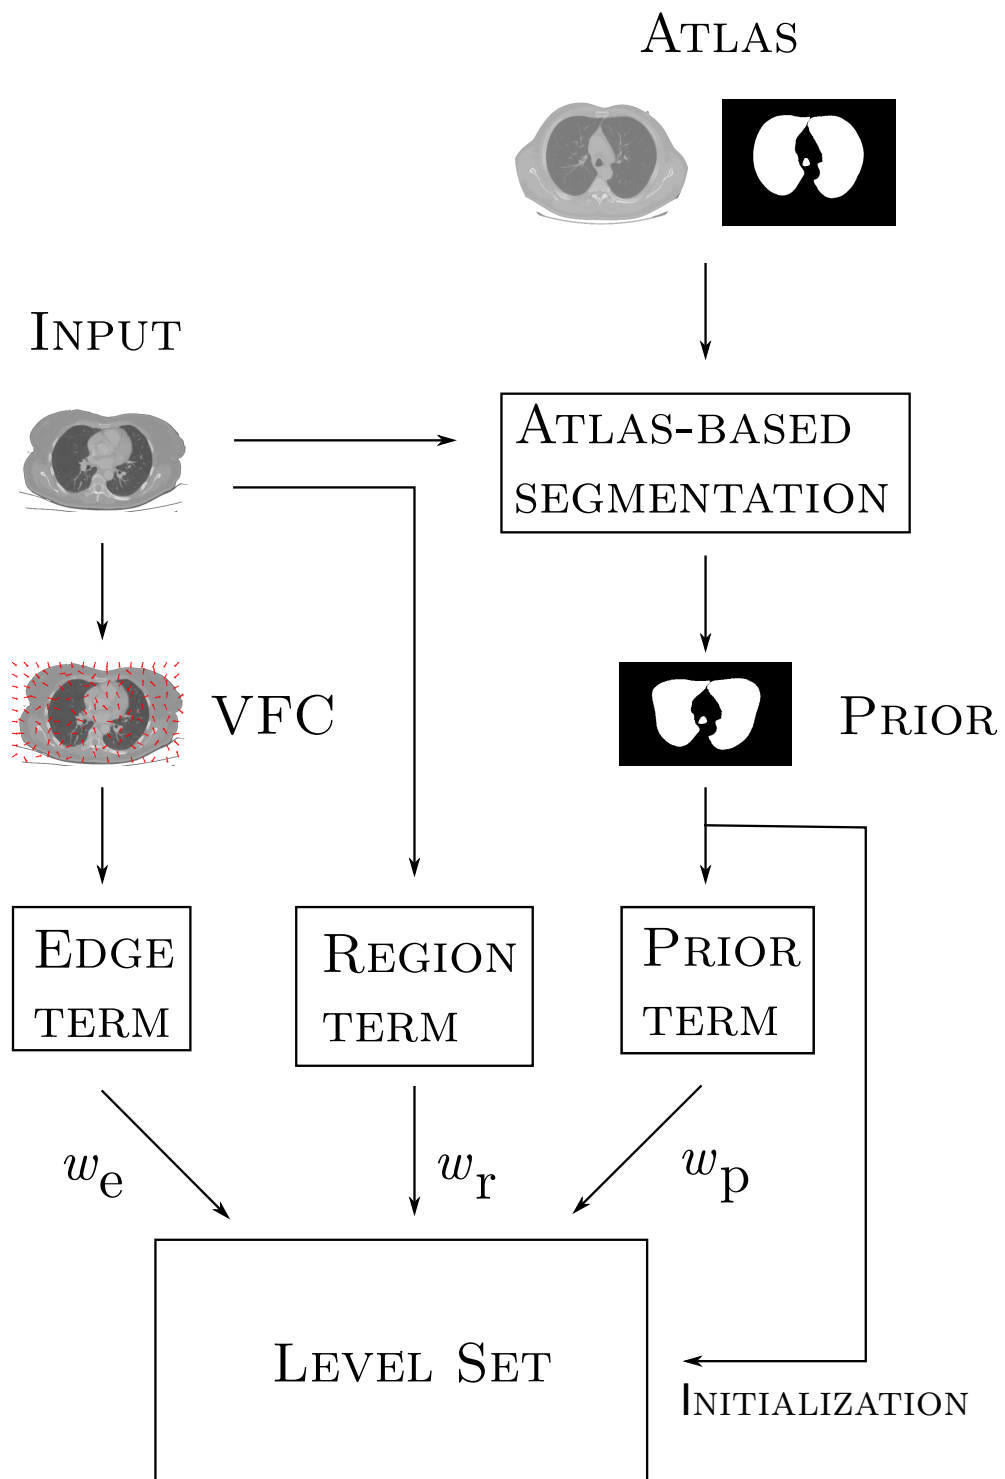 ATLAS
INPUT
ATLAS-BASED
SEGMENTATION
VFC
PRIOR
EDGE
TERM
REGION
TERM
PRIOR
TERM
we
wr
wp
LEVEL SET
INITIALIZATION